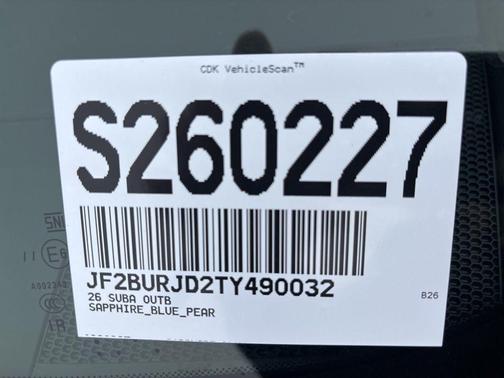 CDK VehicleScan™
S260227
JF2BURJD2TY490032
26 SUBA OUTB
SAPPHIRE_BLUE_PEAR
B26